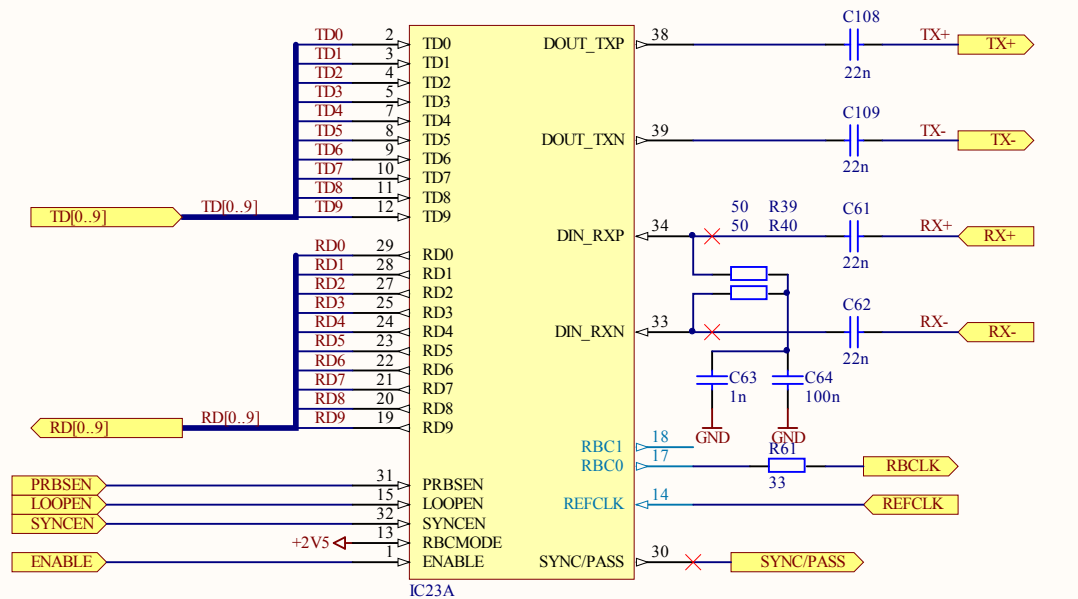 C108
TD0 2 TD0 DOUT_TXP 38 TX+ TX+
TD1 3 TD1
22n
TD2 4 TD2
TD3 5 TD3
TD4 7 TD4
C109
TD5 8 TD5 DOUT_TXN 39 TX- TX-
TD6 9 TD6
22n
TD7 10 TD7
TD8 11 TD8
TD9 12 TD9
TD[0..9] TD[0..9]
50 R39 C61
50 R40
DIN_RXP 34 RX+ RX+
RD0 29 RD0
22n
RD1 28 RD1
RD2 27 RD2
RD3 25 RD3
C62
RD4 24 RD4 DIN_RXN 33 RX- RX-
RD5 23 RD5
22n
RD6 22 RD6
RD7 21 RD7 C63 C64
RD8 20 RD8 1n 100n
RD9 19 RD9
RD[0..9] RD[0..9]
GND GND
RBC1 18
R61
RBC0 17 RBCLK
33
PRBSEN 31 PRBSEN
LOOPEN 15 LOOPEN REFCLK 14 REFCLK
SYNCEN 32 SYNCEN
+2V5 13 RBCMODE
ENABLE 1 ENABLE SYNC/PASS 30 SYNC/PASS
IC23A